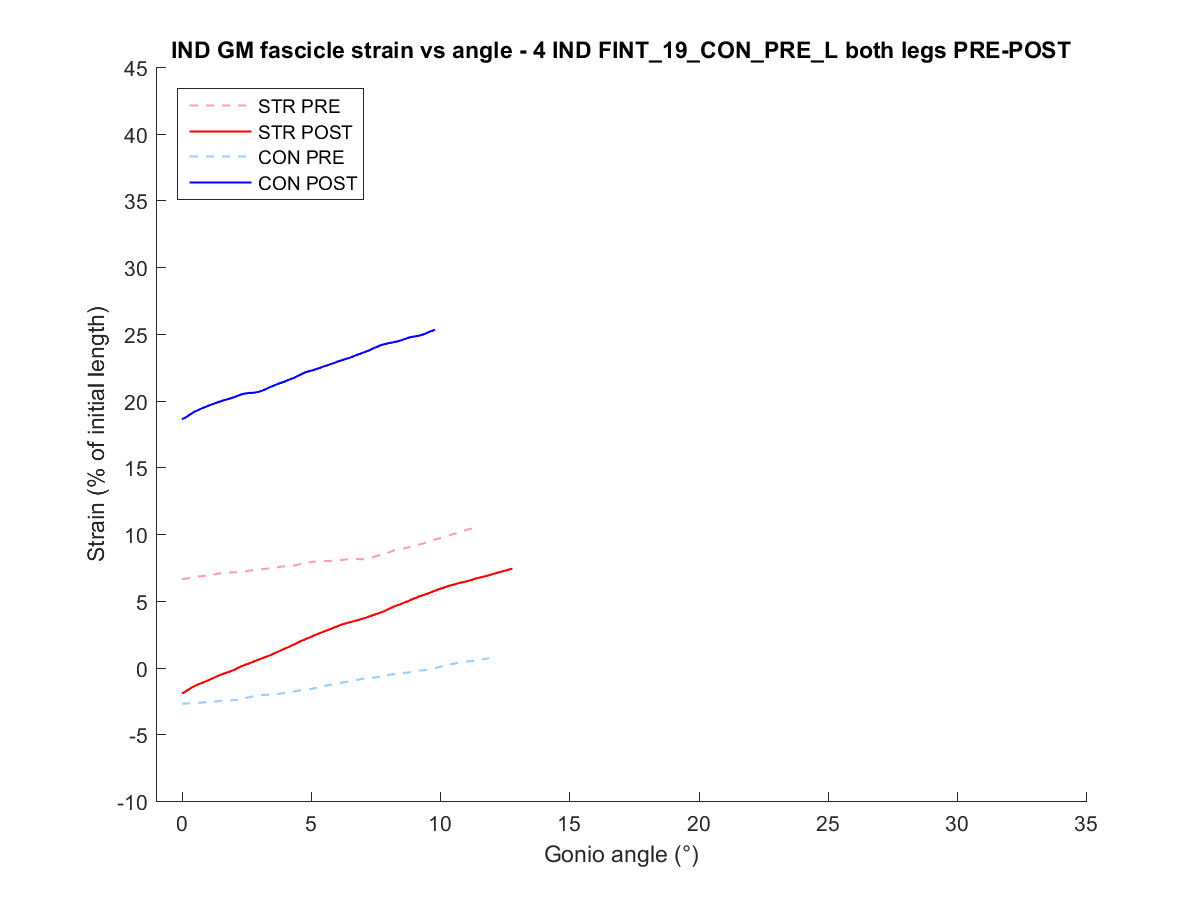 IND GM fascicle strain vs angle - 4 IND FINT_19_CON_PRE_L both legs PRE-POST
45
40
35
30
25
20
15
10
5
0
-5
-10
STR PRE
STR POST
CON PRE
CON POST
Strain (% of initial length)
0 5 10 15 20 25 30 35
Gonio angle (°)